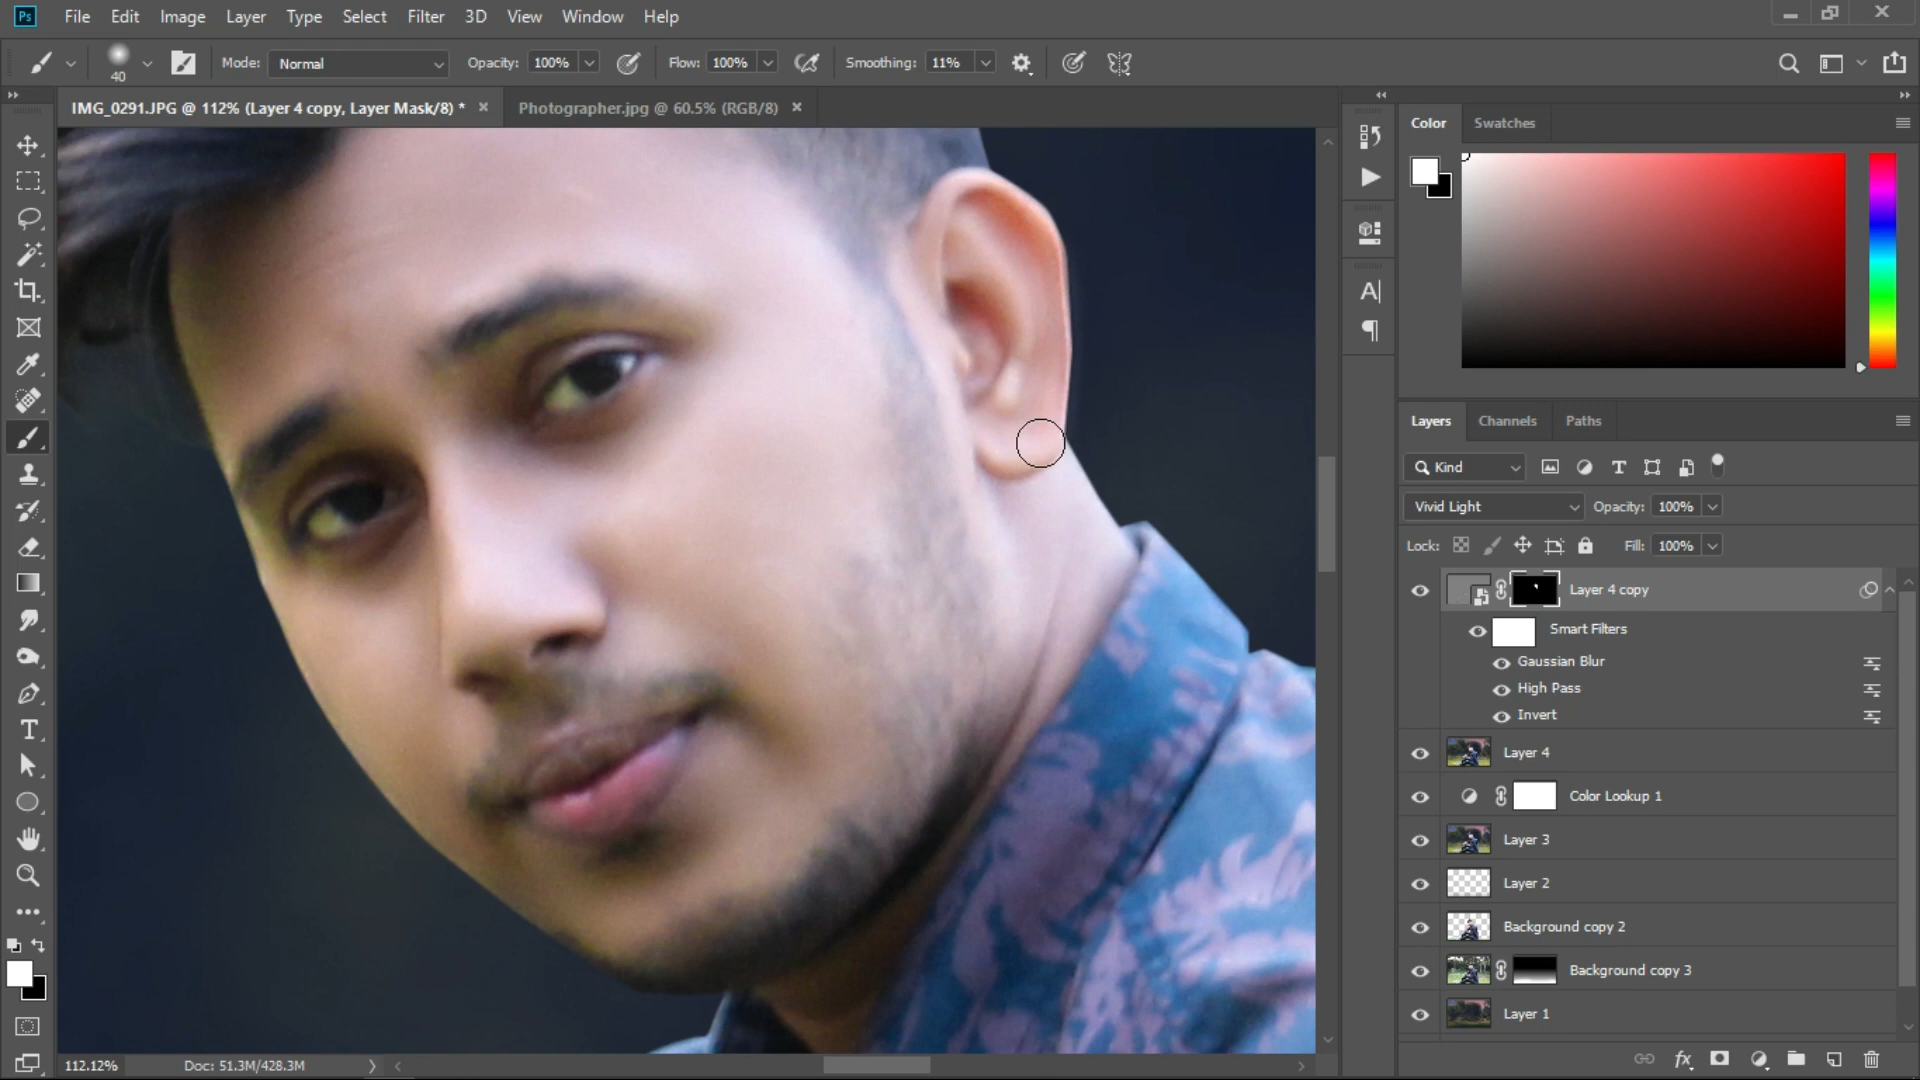 Ps File Edit Image Layer Type Select Filter 3D View Window Help
40 Mode: Normal Opacity: 100% Flow: 100% Smoothing: 11%
IMG_0291.JPG @ 112% (Layer 4 copy, Layer Mask/8) * Photographer.jpg @ 60.5% (RGB/8)
Color Swatches
Layers Channels Paths
Kind
Vivid Light Opacity: 100%
Lock: Fill: 100%
Layer 4 copy
Smart Filters
Gaussian Blur
High Pass
Invert
Layer 4
Color Lookup 1
Layer 3
Layer 2
Background copy 2
Background copy 3
Layer 1
112.12% Doc: 51.3M/428.3M